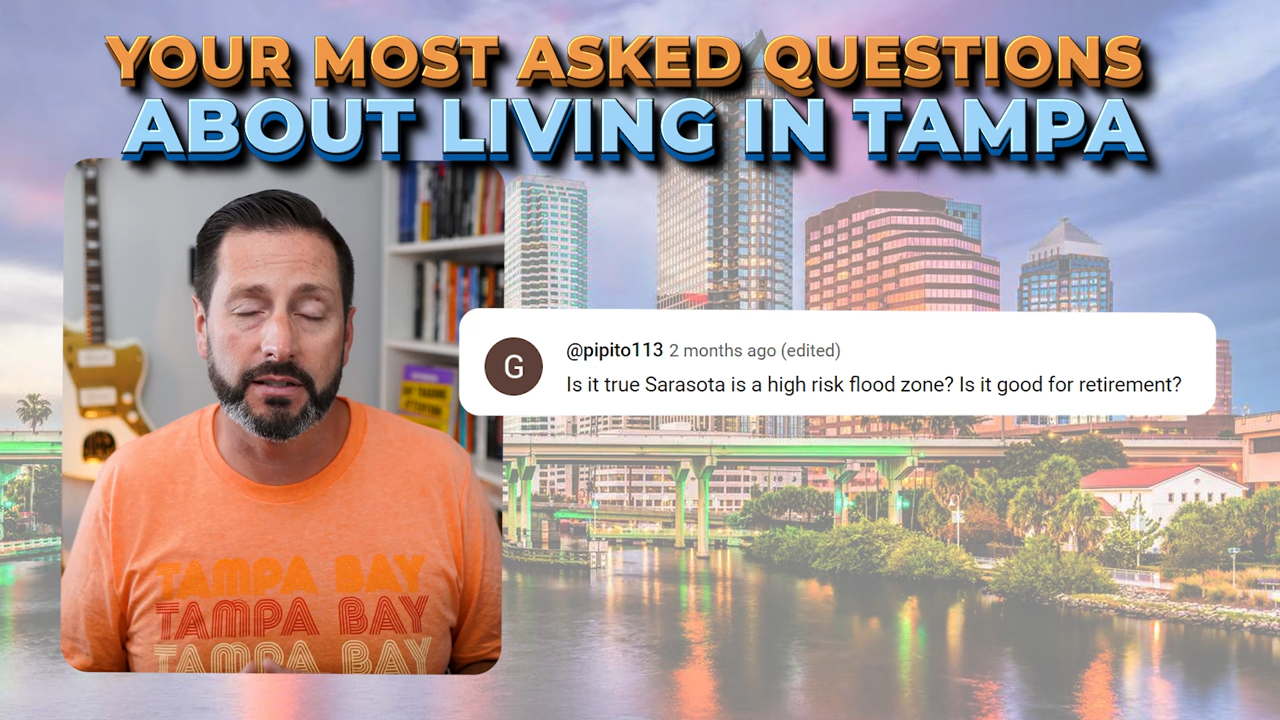 YOUR MOST ASKED QUESTIONS
ABOUT LIVING IN TAMPA
G
@pipito113 2 months ago (edited)
Is it true Sarasota is a high risk flood zone? Is it good for retirement?
TAMPA BAY
TAMPA BAY
TAMPA BAY